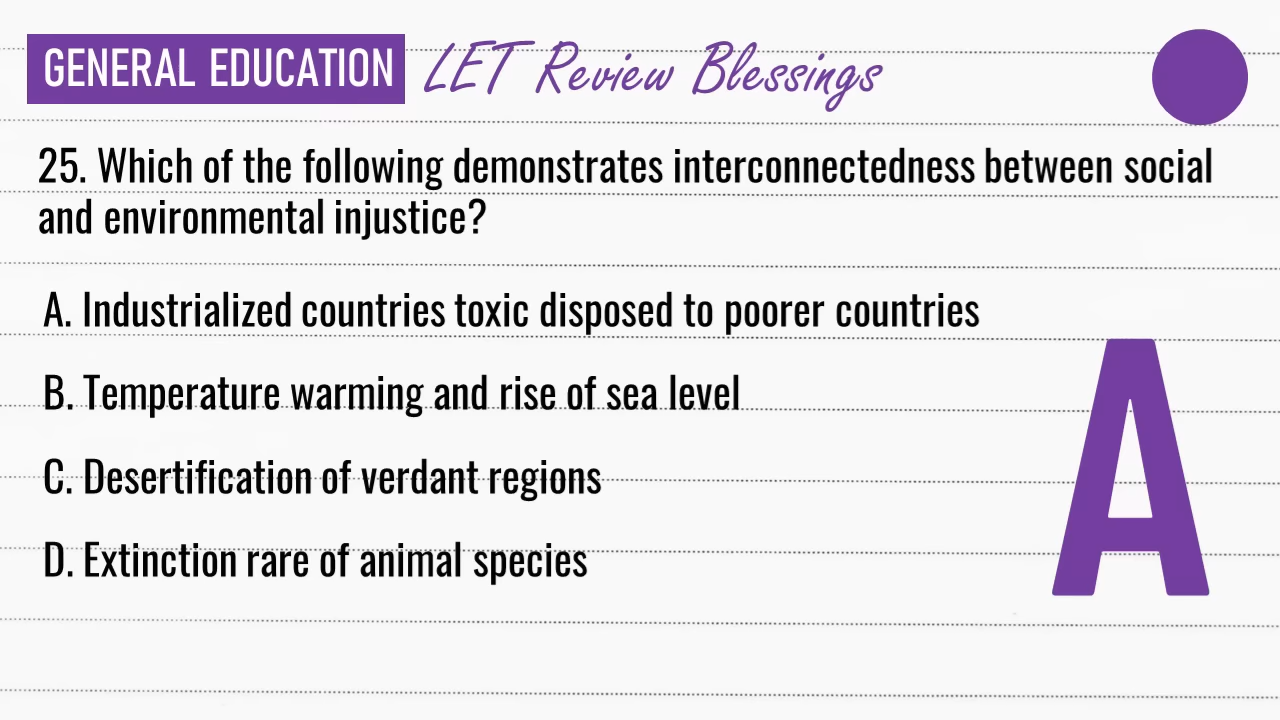 GENERAL EDUCATION LET Review Blessings
25. Which of the following demonstrates interconnectedness between social
and environmental injustice?
A. Industrialized countries toxic disposed to poorer countries
B. Temperature warming and rise of sea level
C. Desertification of verdant regions
D. Extinction rare of animal species
A